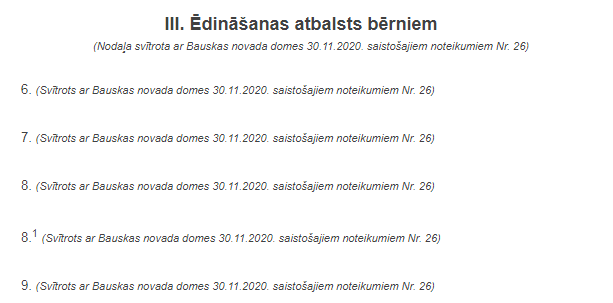 III. Ēdināšanas atbalsts bērniem
(Nodaļa svītrota ar Bauskas novada domes 30.11.2020. saistošajiem noteikumiem Nr. 26)
6. (Svītrots ar Bauskas novada domes 30.11.2020. saistošajiem noteikumiem Nr. 26)
7. (Svītrots ar Bauskas novada domes 30.11.2020. saistošajiem noteikumiem Nr. 26)
8. (Svītrots ar Bauskas novada domes 30.11.2020. saistošajiem noteikumiem Nr. 26)
8.¹ (Svītrots ar Bauskas novada domes 30.11.2020. saistošajiem noteikumiem Nr. 26)
9. (Svītrots ar Bauskas novada domes 30.11.2020. saistošajiem noteikumiem Nr. 26)